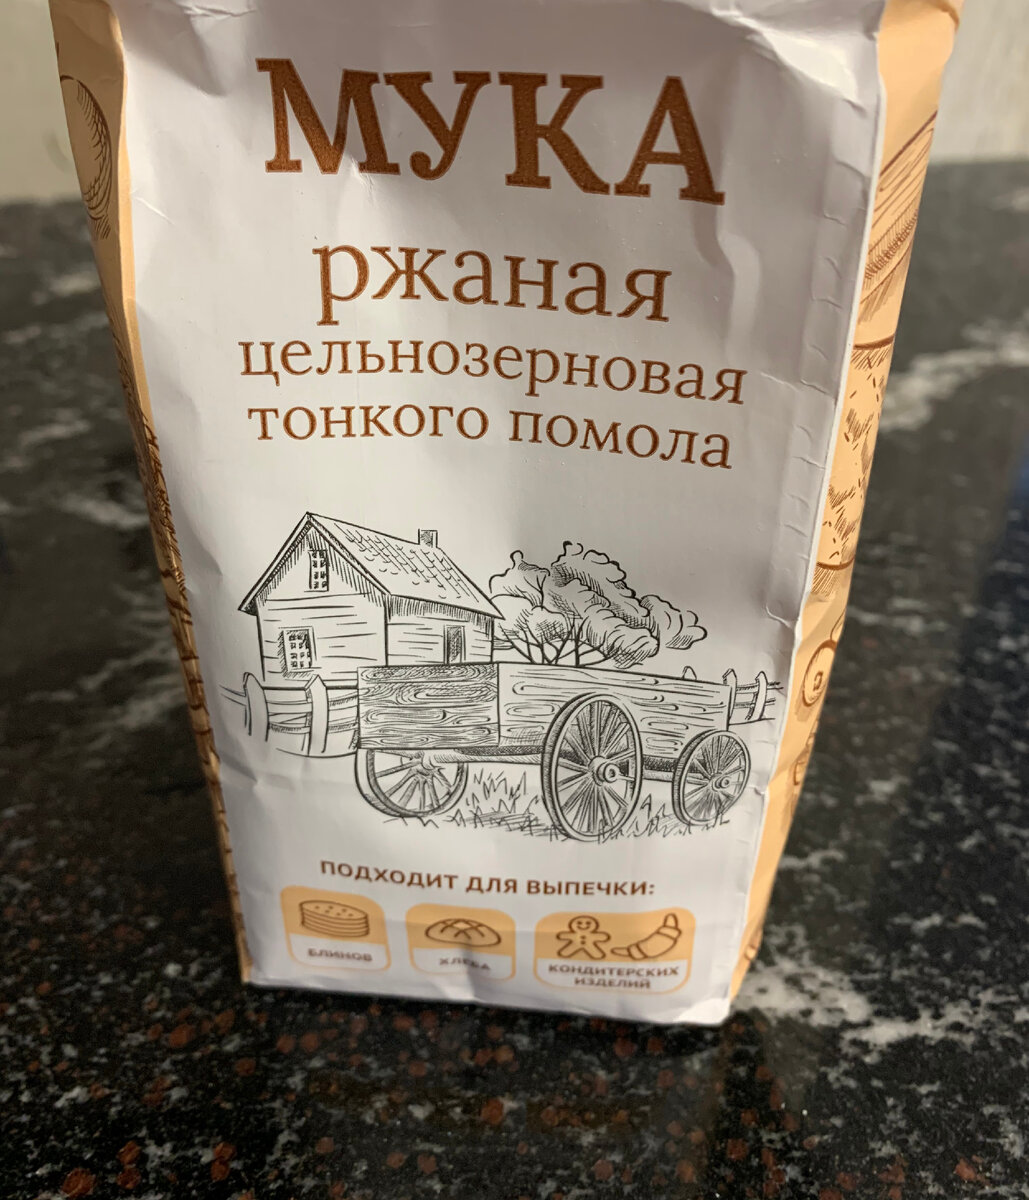 МУКА
ржаная
цельнозерновая
тонкого помола
ПОДХОДИТ ДЛЯ ВЫПЕЧКИ:
БЛИНОВ
ХЛЕБА
КОНДИТЕРСКИХ
ИЗДЕЛИЙ